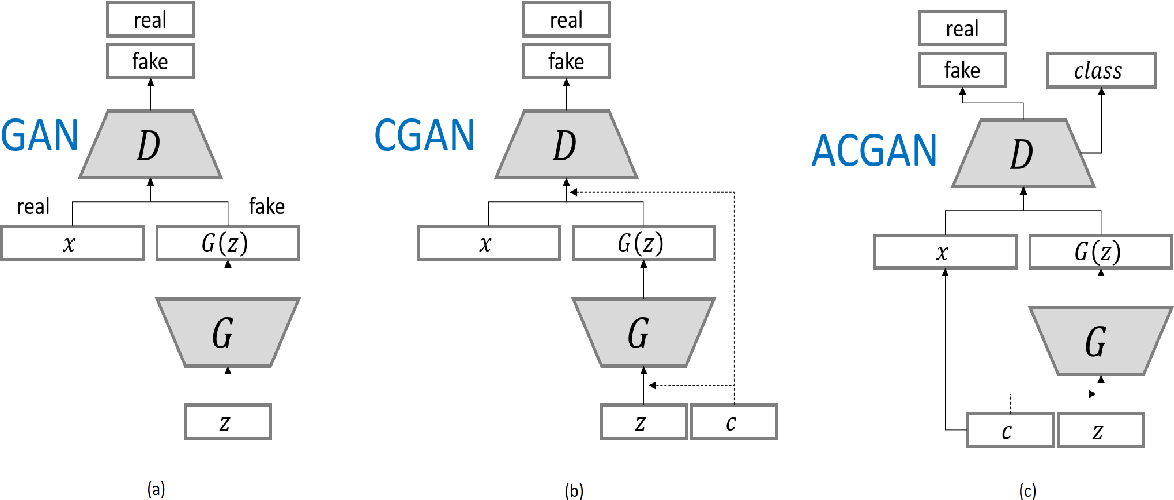 real
fake
GAN
D
real
fake
x
G(z)
G
z
(a)
real
fake
CGAN
D
x
G(z)
G
z
c
(b)
real
fake
class
ACGAN
D
x
G(z)
G
c
z
(c)